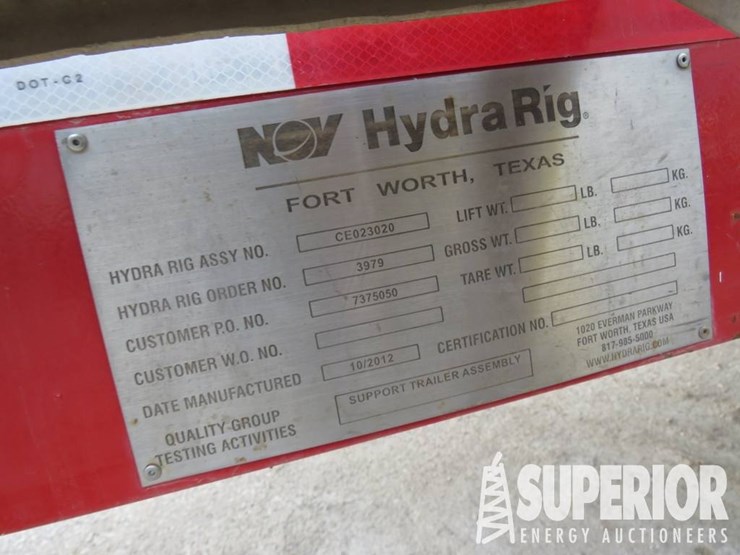 DOT-C2
NOV HydraRig®
FORT WORTH, TEXAS
HYDRA RIG ASSY NO. CE023020
HYDRA RIG ORDER NO. 3979
CUSTOMER P.O. NO. 7375050
CUSTOMER W.O. NO.
DATE MANUFACTURED 10/2012
QUALITY GROUP
TESTING ACTIVITIES
SUPPORT TRAILER ASSEMBLY
LIFT WT. LB. KG.
GROSS WT. LB. KG.
TARE WT. LB. KG.
CERTIFICATION NO.
1020 EVERMAN PARKWAY
FORT WORTH, TEXAS USA
817-985-5000
WWW.HYDRARIG.COM
SUPERIOR
ENERGY AUCTIONEERS